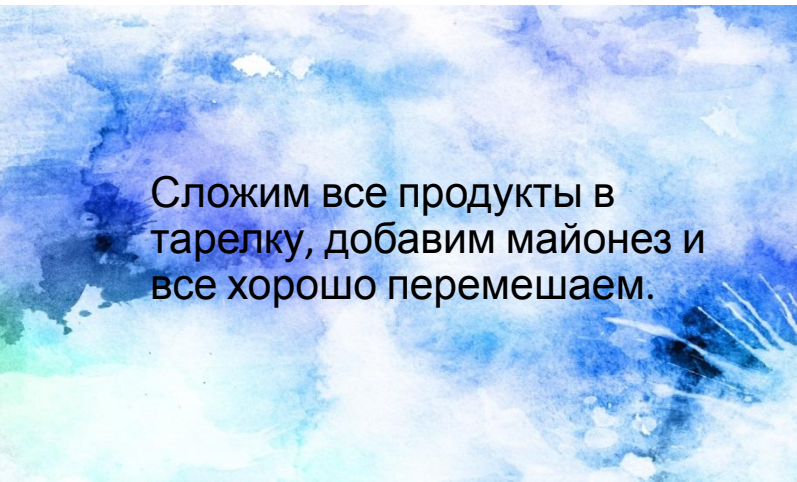 Сложим все продукты в
тарелку, добавим майонез и
все хорошо перемешаем.